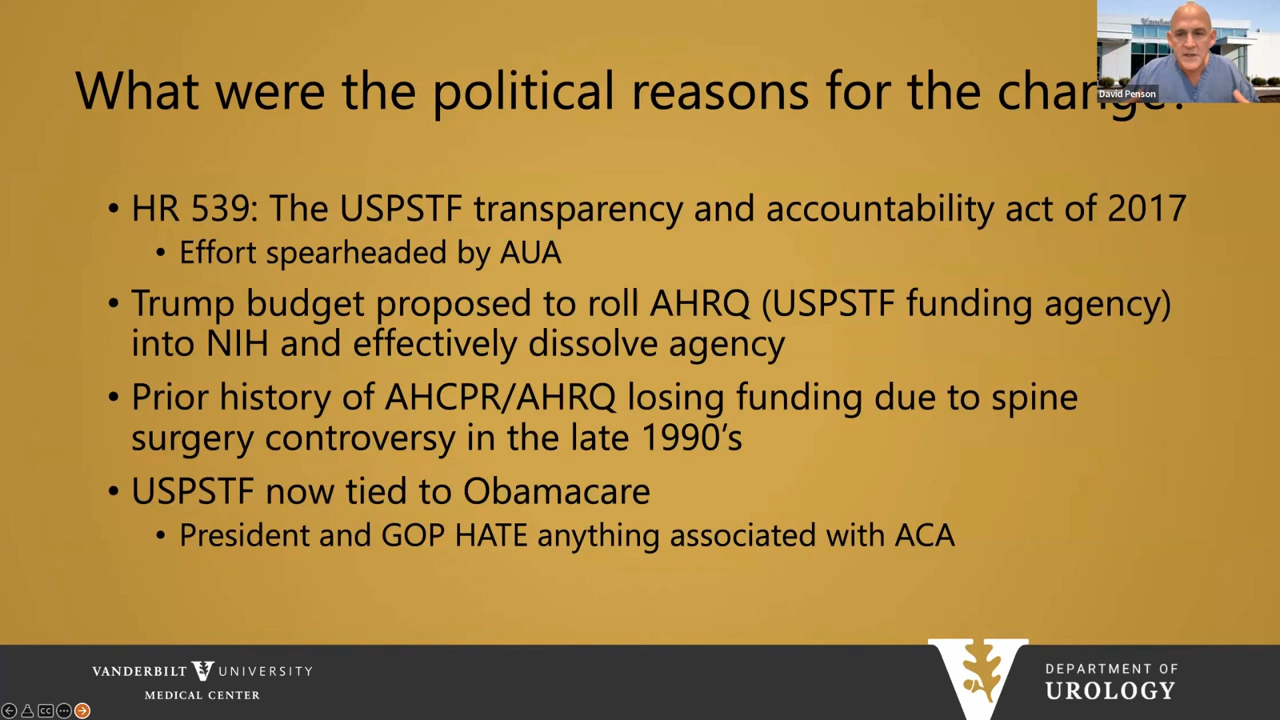 What were the political reasons for the change?
David Penson
• HR 539: The USPSTF transparency and accountability act of 2017
• Effort spearheaded by AUA
• Trump budget proposed to roll AHRQ (USPSTF funding agency)
into NIH and effectively dissolve agency
• Prior history of AHCPR/AHRQ losing funding due to spine
surgery controversy in the late 1990's
• USPSTF now tied to Obamacare
• President and GOP HATE anything associated with ACA
VANDERBILT V UNIVERSITY
MEDICAL CENTER
DEPARTMENT OF
UROLOGY
CC